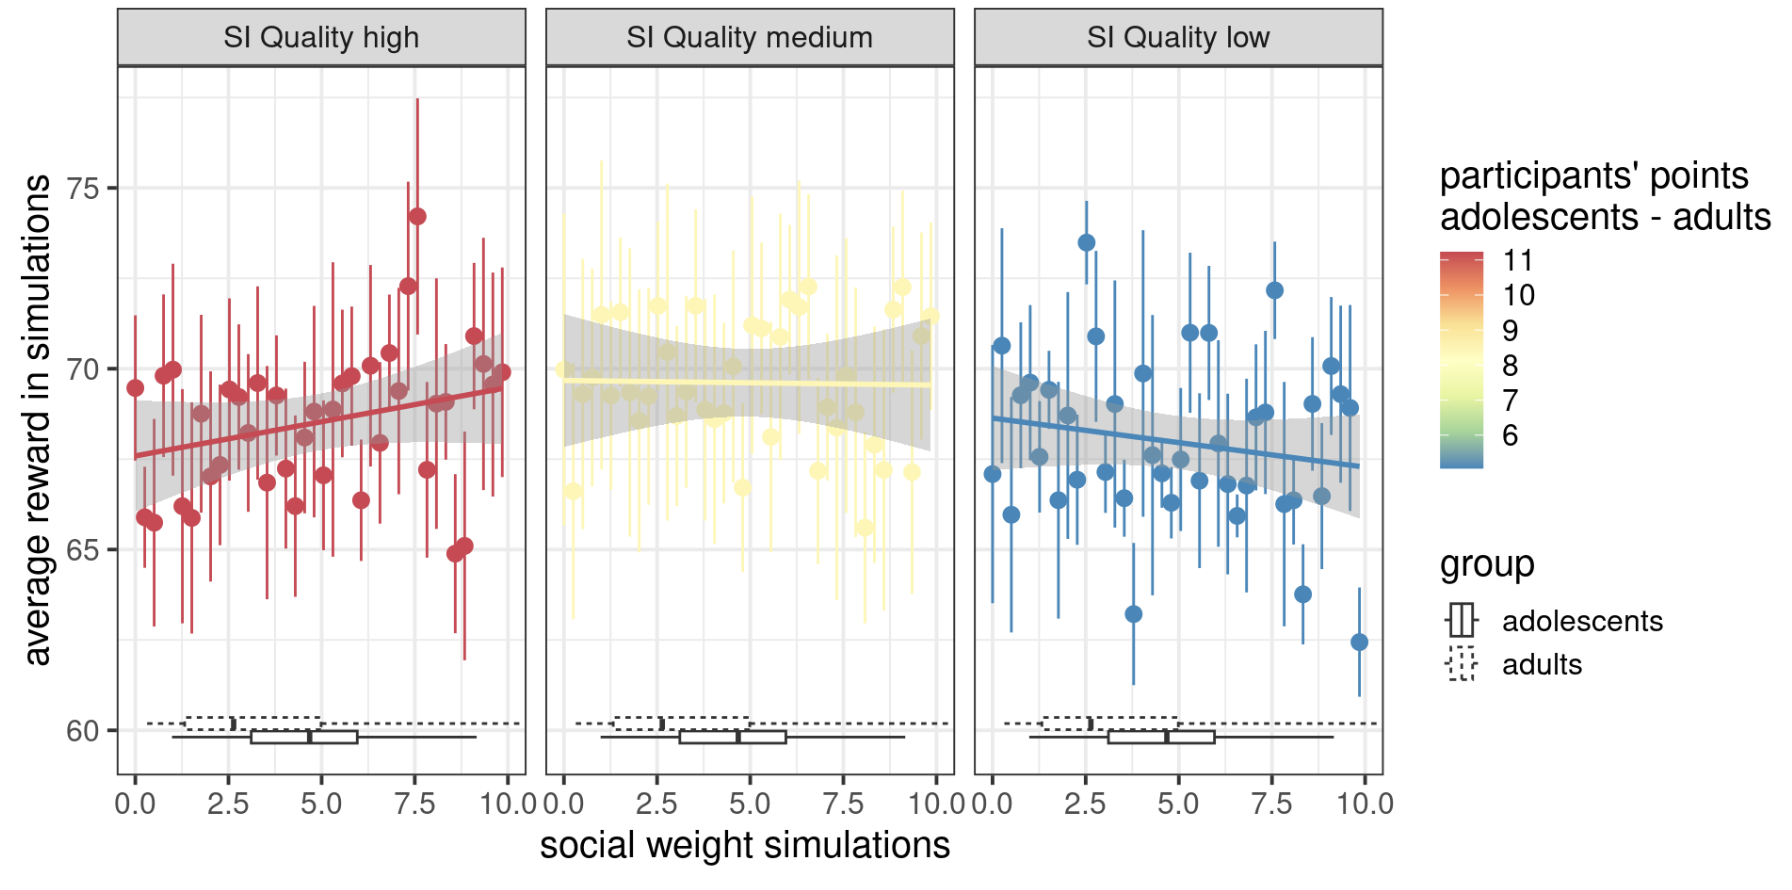 SI Quality high
SI Quality medium
SI Quality low
average reward in simulations
75
70
65
60
0.0 2.5 5.0 7.5 10.0
0.0 2.5 5.0 7.5 10.0
0.0 2.5 5.0 7.5 10.0
social weight simulations
participants' points
adolescents - adults
11
10
9
8
7
6
group
adolescents
adults